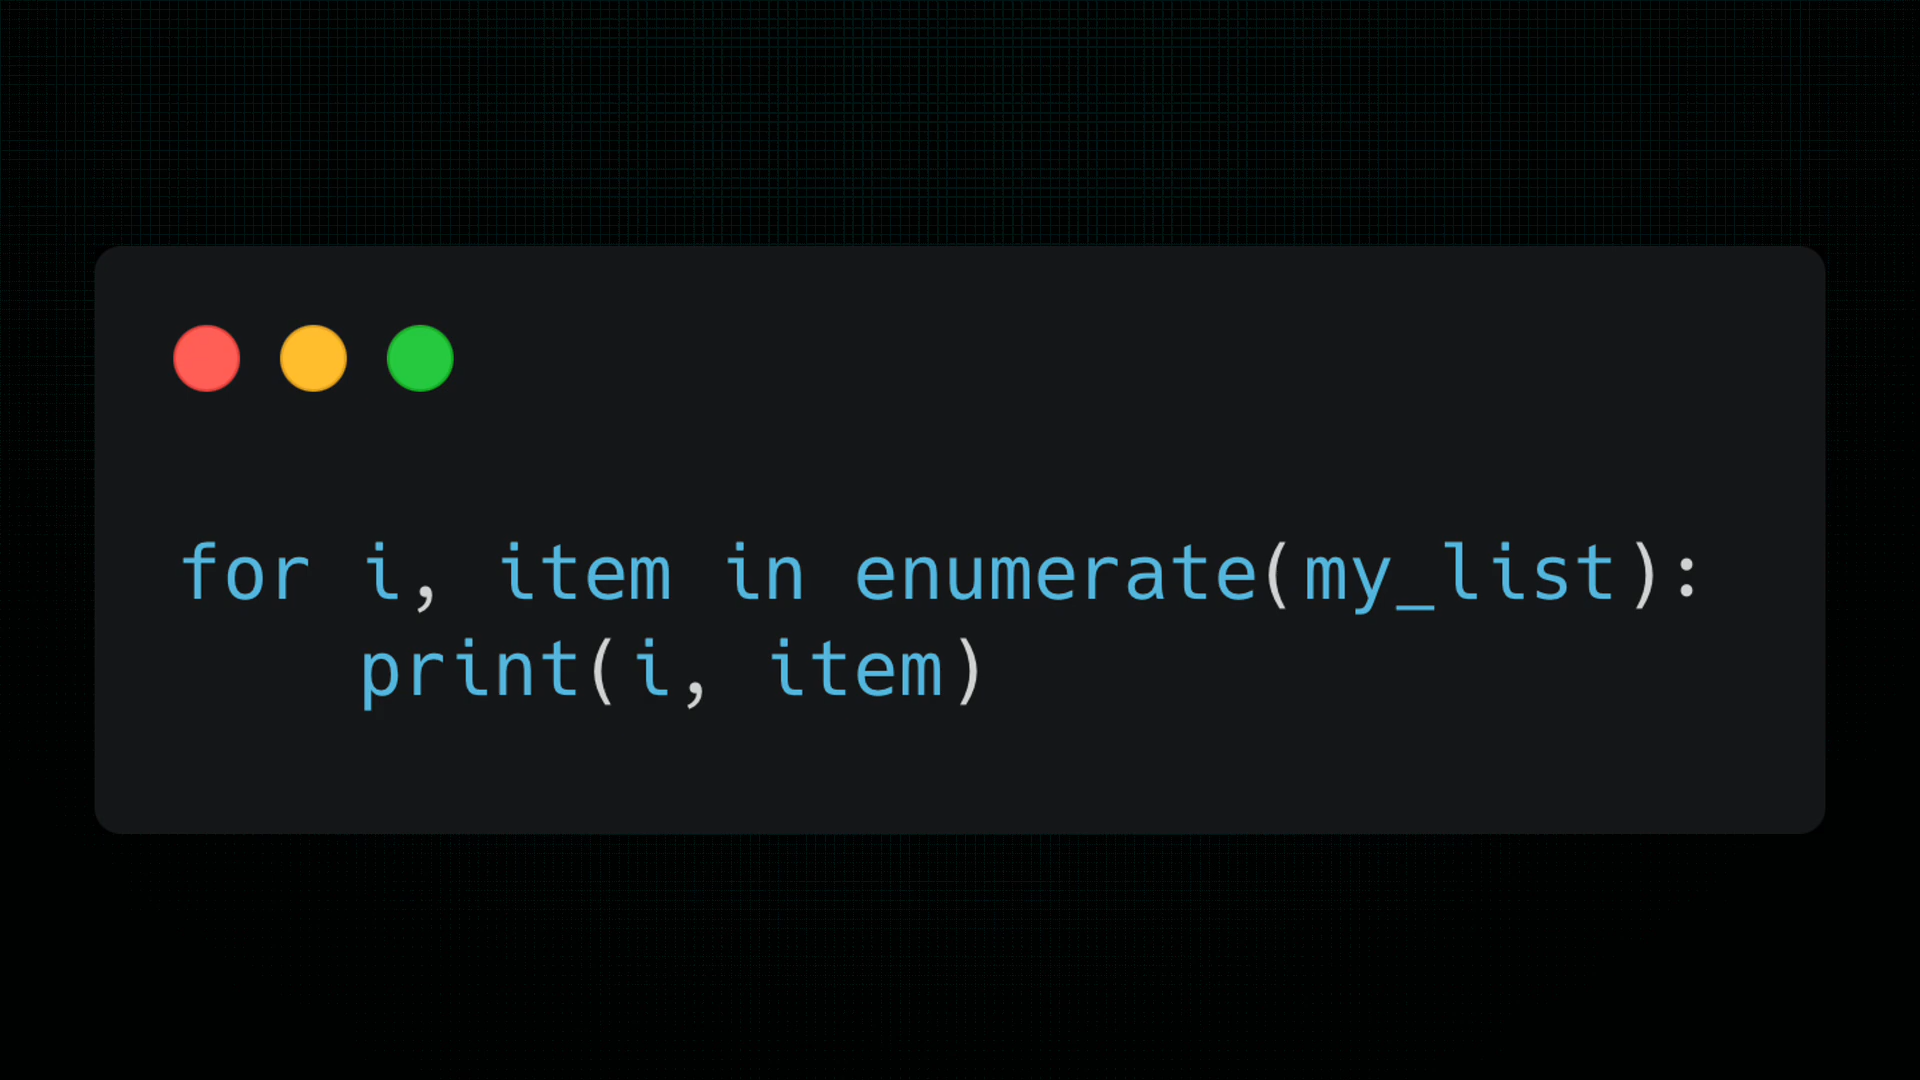 for i, item in enumerate(my_list):
    print(i, item)